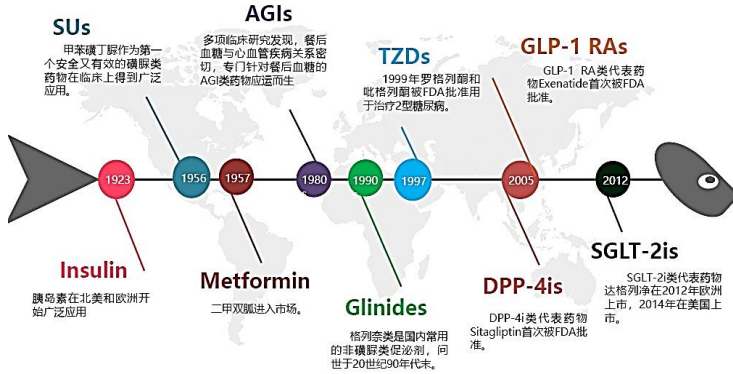 SUs
甲苯磺丁脲作为第一
个安全又有效的磺脲类
药物在临床上得到广泛
应用。
AGIs
多项临床研究发现，餐后
血糖与心血管疾病关系密
切，专门针对餐后血糖的
AGI类药物应运而生
TZDs
1999年罗格列酮和
吡格列酮被FDA批准用
于治疗2型糖尿病。
GLP-1 RAs
GLP-1 RA类代表药
物Exenatide首次被FDA
批准。
1923
1956
1957
1980
1990
1997
2005
2012
Insulin
胰岛素在北美和欧洲开
始广泛应用
Metformin
二甲双胍进入市场。
Glinides
格列奈类是国内常用
的非磺脲类促泌剂，问
世于20世纪90年代末。
DPP-4is
DPP-4i类代表药物
Sitagliptin首次被FDA批
准。
SGLT-2is
SGLT-2i类代表药物
达格列净在2012年欧洲
上市，2014年在美国上
市。